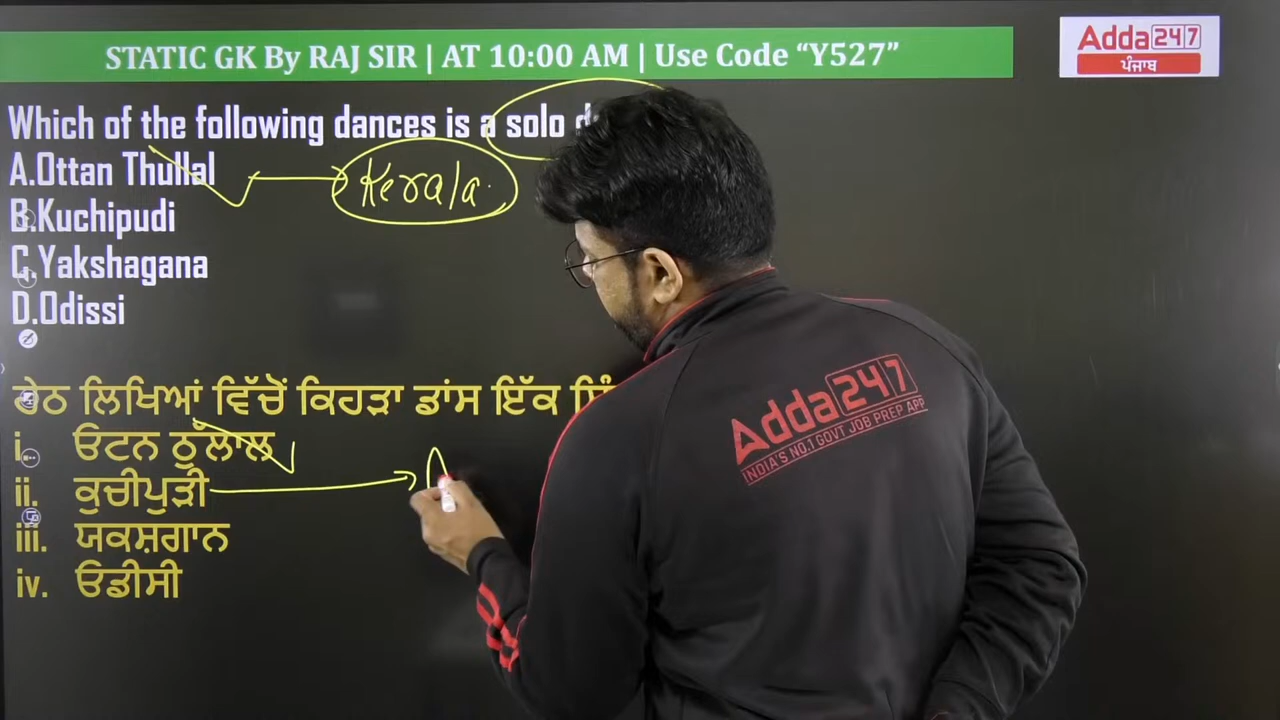 STATIC GK By RAJ SIR | AT 10:00 AM | Use Code “Y527”
Adda247
ਪੰਜਾਬ
Which of the following dances is a solo
A.Ottan Thullal
Kerala.
B.Kuchipudi
C.Yakshagana
D.Odissi
ਹੇਠ ਲਿਖਿਆਂ ਵਿੱਚੋਂ ਕਿਹੜਾ ਡਾਂਸ ਇੱਕ
i. ਓਟਨ ਠੁੱਲਾਲ
ii. ਕੁਚੀਪੁੜੀ
iii. ਯਕਸ਼ਗਾਨ
iv. ਓਡੀਸੀ
Adda247
INDIA'S NO.1 GOVT JOB PREP APP